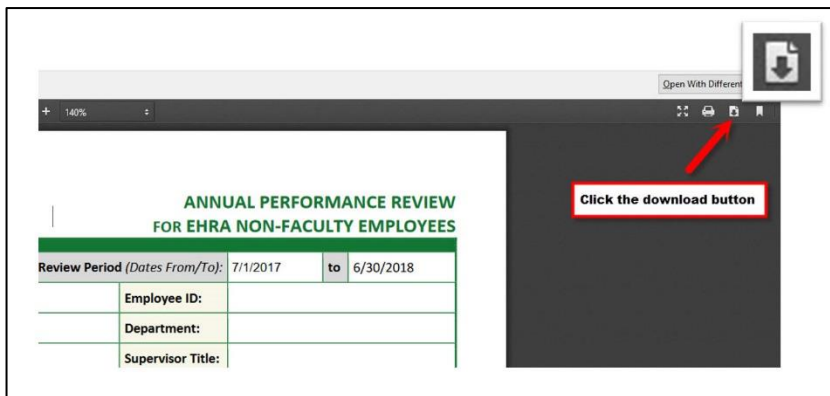 Open With Different
+ 140%
Click the download button
ANNUAL PERFORMANCE REVIEW
FOR EHRA NON-FACULTY EMPLOYEES
Review Period (Dates From/To): 7/1/2017 to 6/30/2018
Employee ID:
Department:
Supervisor Title: